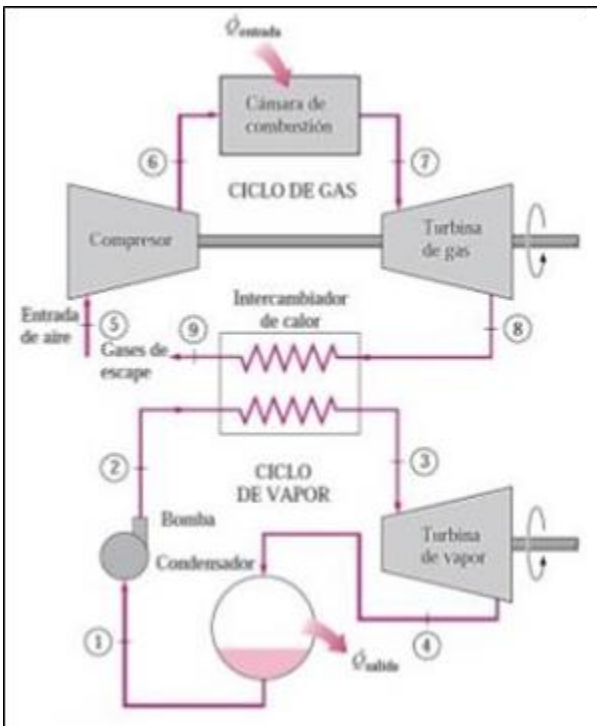 Q̇entrada
Cámara de
combustión
6
7
CICLO DE GAS
Compresor
Turbina
de gas
Entrada
de aire
5
Intercambiador
de calor
9
8
Gases de
escape
2
CICLO
DE VAPOR
3
Bomba
Condensador
Turbina
de vapor
1
4
Q̇salida